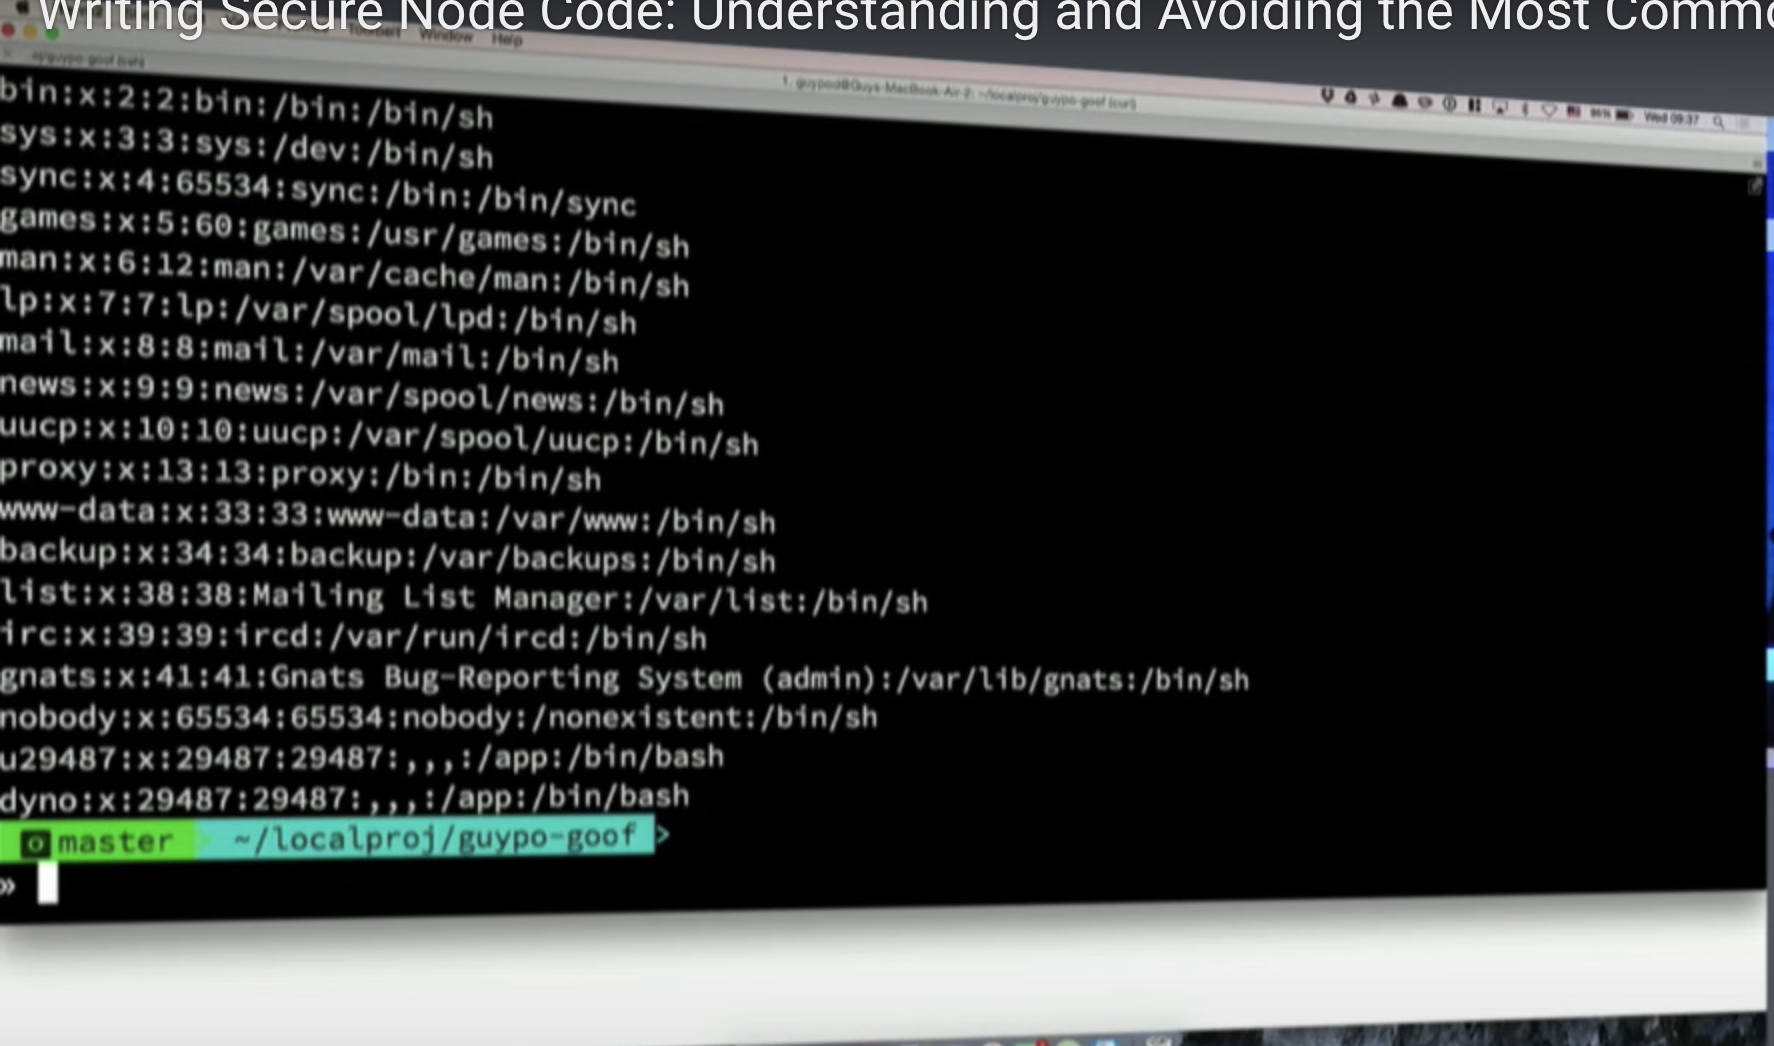 Writing Secure Node Code: Understanding and Avoiding the Most Commo
Window Help
1. guypod@Guys-MacBook-Air-2: ~/localproj/guypo-goof (curl)
Wed 09:37
bin:x:2:2:bin:/bin:/bin/sh
sys:x:3:3:sys:/dev:/bin/sh
sync:x:4:65534:sync:/bin:/bin/sync
games:x:5:60:games:/usr/games:/bin/sh
man:x:6:12:man:/var/cache/man:/bin/sh
lp:x:7:7:lp:/var/spool/lpd:/bin/sh
mail:x:8:8:mail:/var/mail:/bin/sh
news:x:9:9:news:/var/spool/news:/bin/sh
uucp:x:10:10:uucp:/var/spool/uucp:/bin/sh
proxy:x:13:13:proxy:/bin:/bin/sh
www-data:x:33:33:www-data:/var/www:/bin/sh
backup:x:34:34:backup:/var/backups:/bin/sh
list:x:38:38:Mailing List Manager:/var/list:/bin/sh
irc:x:39:39:ircd:/var/run/ircd:/bin/sh
gnats:x:41:41:Gnats Bug-Reporting System (admin):/var/lib/gnats:/bin/sh
nobody:x:65534:65534:nobody:/nonexistent:/bin/sh
u29487:x:29487:29487:,,,:/app:/bin/bash
dyno:x:29487:29487:,,,:/app:/bin/bash
master ~/localproj/guypo-goof >
»